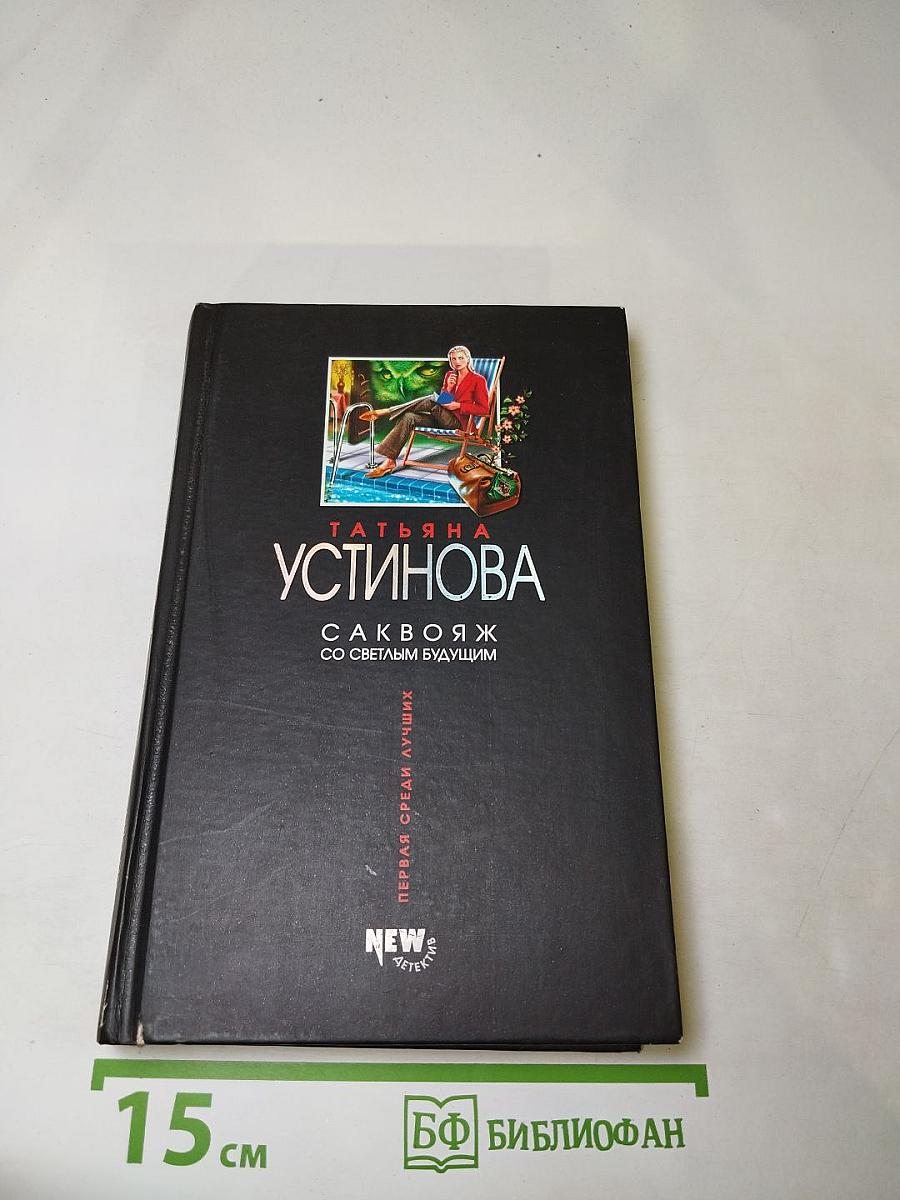 ТАТЬЯНА
УСТИНОВА
САКВОЯЖ
СО СВЕТЛЫМ БУДУЩИМ
ПЕРВАЯ СРЕДИ ЛУЧШИХ
NEW
ДЕТЕКТИВ
15 см
БФ БИБЛИОФАН